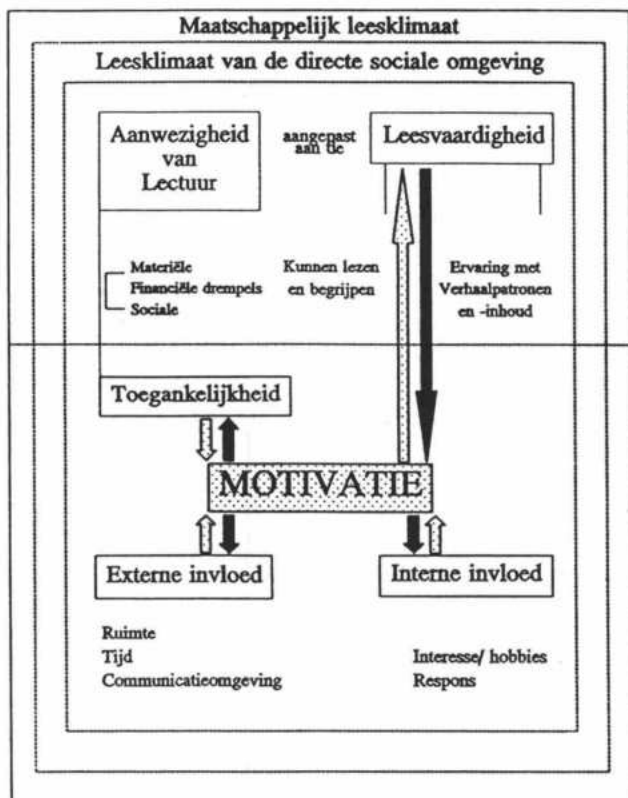 Maatschappelijk leesklimaat
Leesklimaat van de directe sociale omgeving
Aanwezigheid
van
Lectuur
aangepast
aan de
Leesvaardigheid
Materiële
Financiële drempels
Sociale
Kunnen lezen
en begrijpen
Ervaring met
Verhaalpatronen
en -inhoud
Toegankelijkheid
MOTIVATIE
Externe invloed
Interne invloed
Ruimte
Tijd
Communicatieomgeving
Interesse/ hobbies
Respons